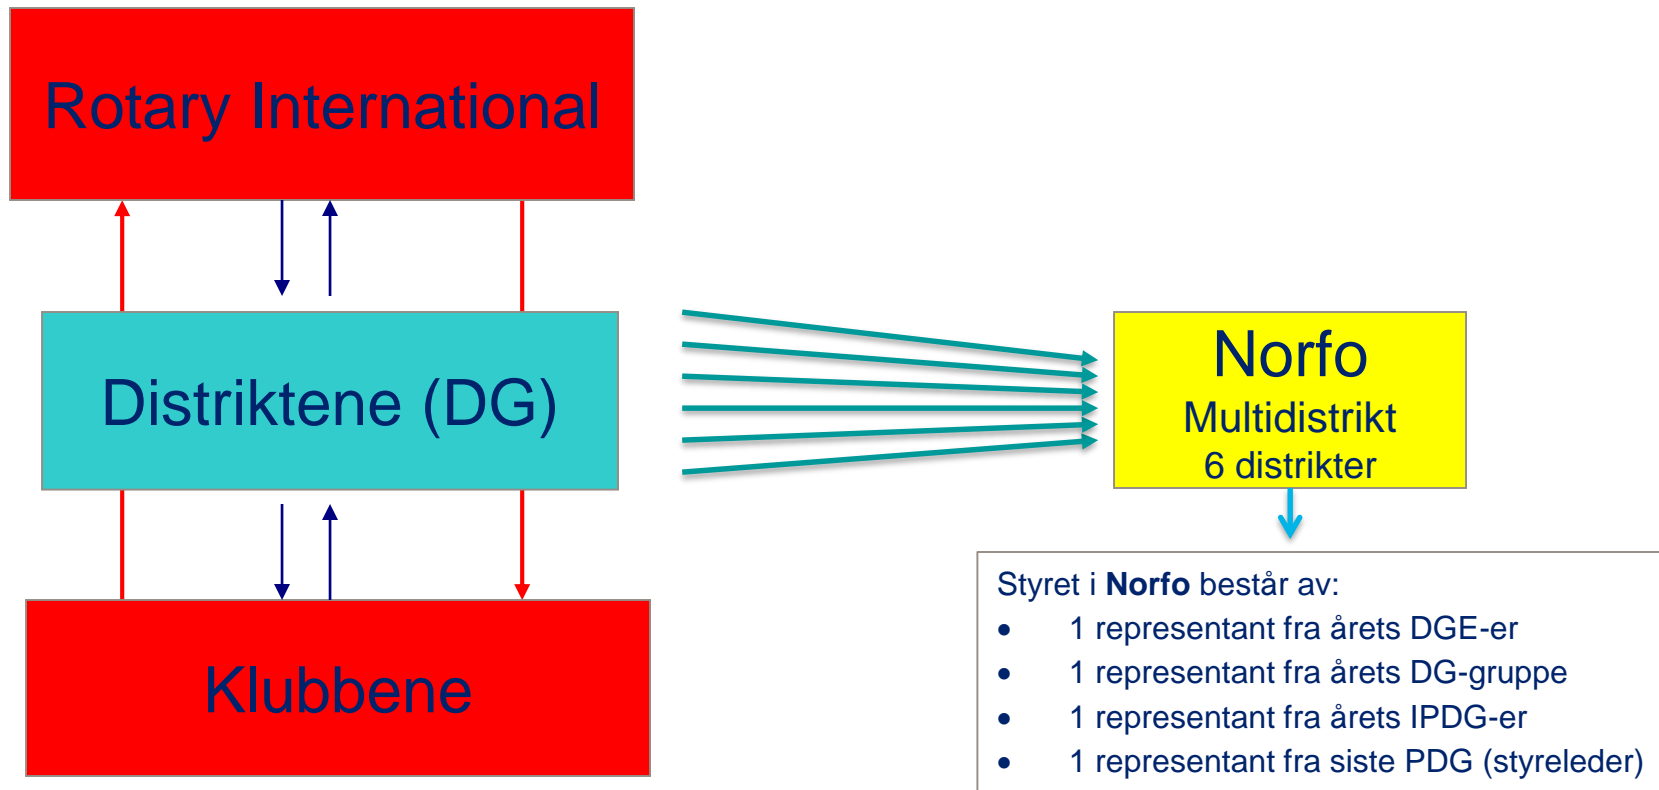 Rotary International
Distriktene (DG)
Klubbene
Norfo
Multidistrikt
6 distrikter
Styret i Norfo består av:
• 1 representant fra årets DGE-er
• 1 representant fra årets DG-gruppe
• 1 representant fra årets IPDG-er
• 1 representant fra siste PDG (styreleder)